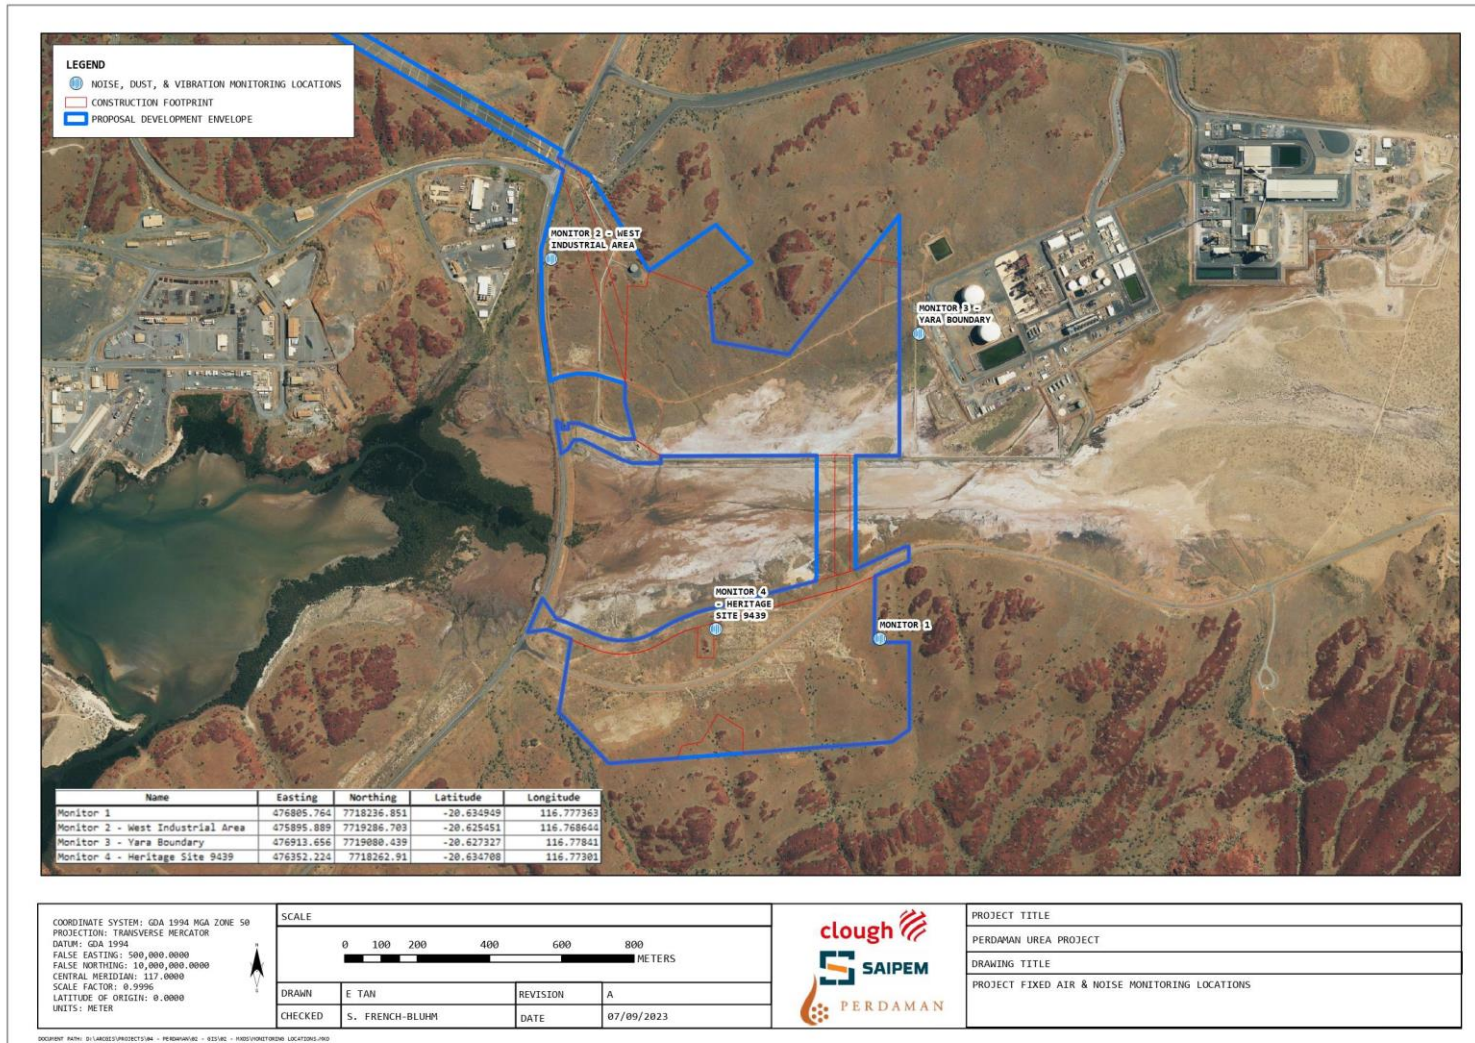 LEGEND
NOISE, DUST, & VIBRATION MONITORING LOCATIONS
CONSTRUCTION FOOTPRINT
PROPOSAL DEVELOPMENT ENVELOPE
MONITOR 2 - WEST
INDUSTRIAL AREA
MONITOR 3 -
YARA BOUNDARY
MONITOR 4
- HERITAGE
SITE 9439
MONITOR 1
Name Easting Northing Latitude Longitude
Monitor 1 476805.764 7718236.851 -20.634949 116.777363
Monitor 2 - West Industrial Area 475895.889 7719286.703 -20.625451 116.768644
Monitor 3 - Yara Boundary 476913.656 7719080.439 -20.627327 116.77841
Monitor 4 - Heritage Site 9439 476352.224 7718262.91 -20.634708 116.77301
COORDINATE SYSTEM: GDA 1994 MGA ZONE 50
PROJECTION: TRANSVERSE MERCATOR
DATUM: GDA 1994
FALSE EASTING: 500,000.0000
FALSE NORTHING: 10,000,000.0000
CENTRAL MERIDIAN: 117.0000
SCALE FACTOR: 0.9996
LATITUDE OF ORIGIN: 0.0000
UNITS: METER
SCALE
0 100 200 400 600 800
METERS
DRAWN E TAN REVISION A
CHECKED S. FRENCH-BLUHM DATE 07/09/2023
clough
SAIPEM
PERDAMAN
PROJECT TITLE
PERDAMAN UREA PROJECT
DRAWING TITLE
PROJECT FIXED AIR & NOISE MONITORING LOCATIONS